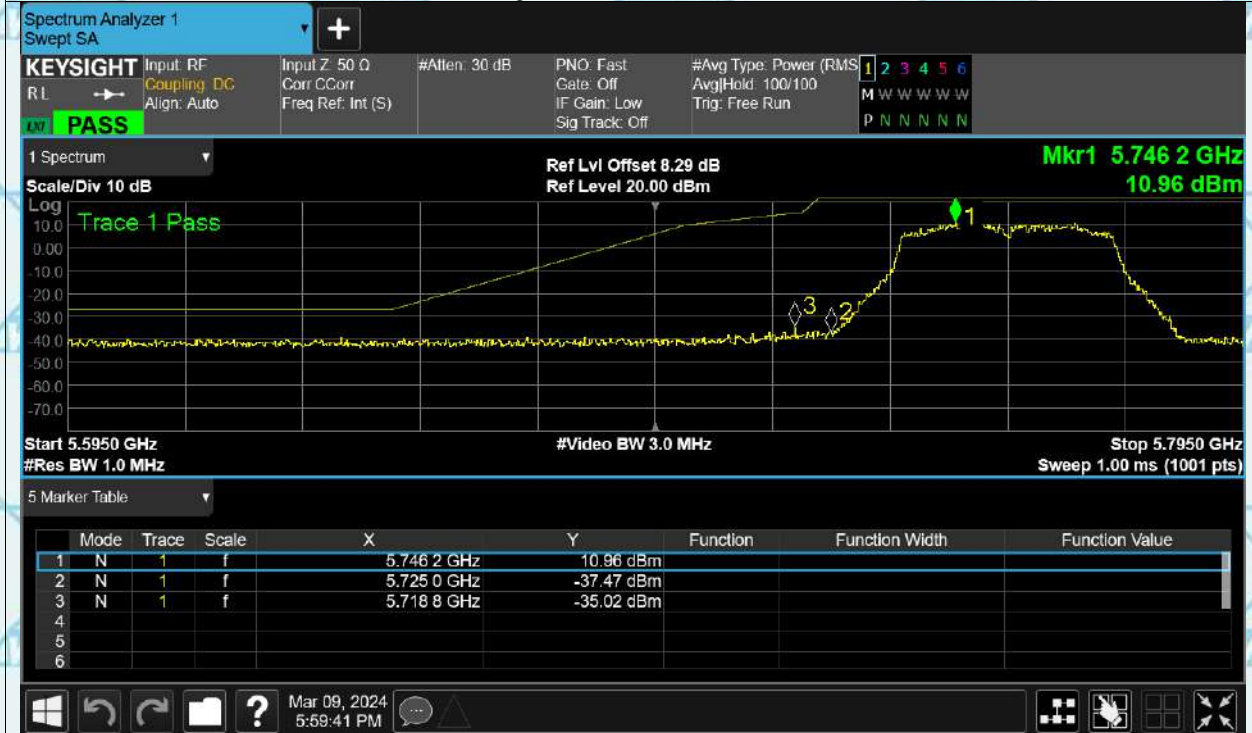 Spectrum Analyzer 1
Swept SA
+
KEYSIGHT
RL
LXI PASS
Input: RF
Coupling: DC
Align: Auto
Input Z: 50 Ω
Corr CCorr
Freq Ref: Int (S)
#Atten: 30 dB
PNO: Fast
Gate: Off
IF Gain: Low
Sig Track: Off
#Avg Type: Power (RMS
Avg|Hold: 100/100
Trig: Free Run
1 2 3 4 5 6
M W W W W W
P N N N N N
1 Spectrum
Scale/Div 10 dB
Ref Lvl Offset 8.29 dB
Ref Level 20.00 dBm
Mkr1 5.746 2 GHz
10.96 dBm
Log
Trace 1 Pass
10.0
0.00
-10.0
-20.0
-30.0
-40.0
-50.0
-60.0
-70.0
1
3
2
Start 5.5950 GHz
#Res BW 1.0 MHz
#Video BW 3.0 MHz
Stop 5.7950 GHz
Sweep 1.00 ms (1001 pts)
5 Marker Table
Mode Trace Scale X Y Function Function Width Function Value
1 N 1 f 5.746 2 GHz 10.96 dBm
2 N 1 f 5.725 0 GHz -37.47 dBm
3 N 1 f 5.718 8 GHz -35.02 dBm
4
5
6
?
Mar 09, 2024
5:59:41 PM